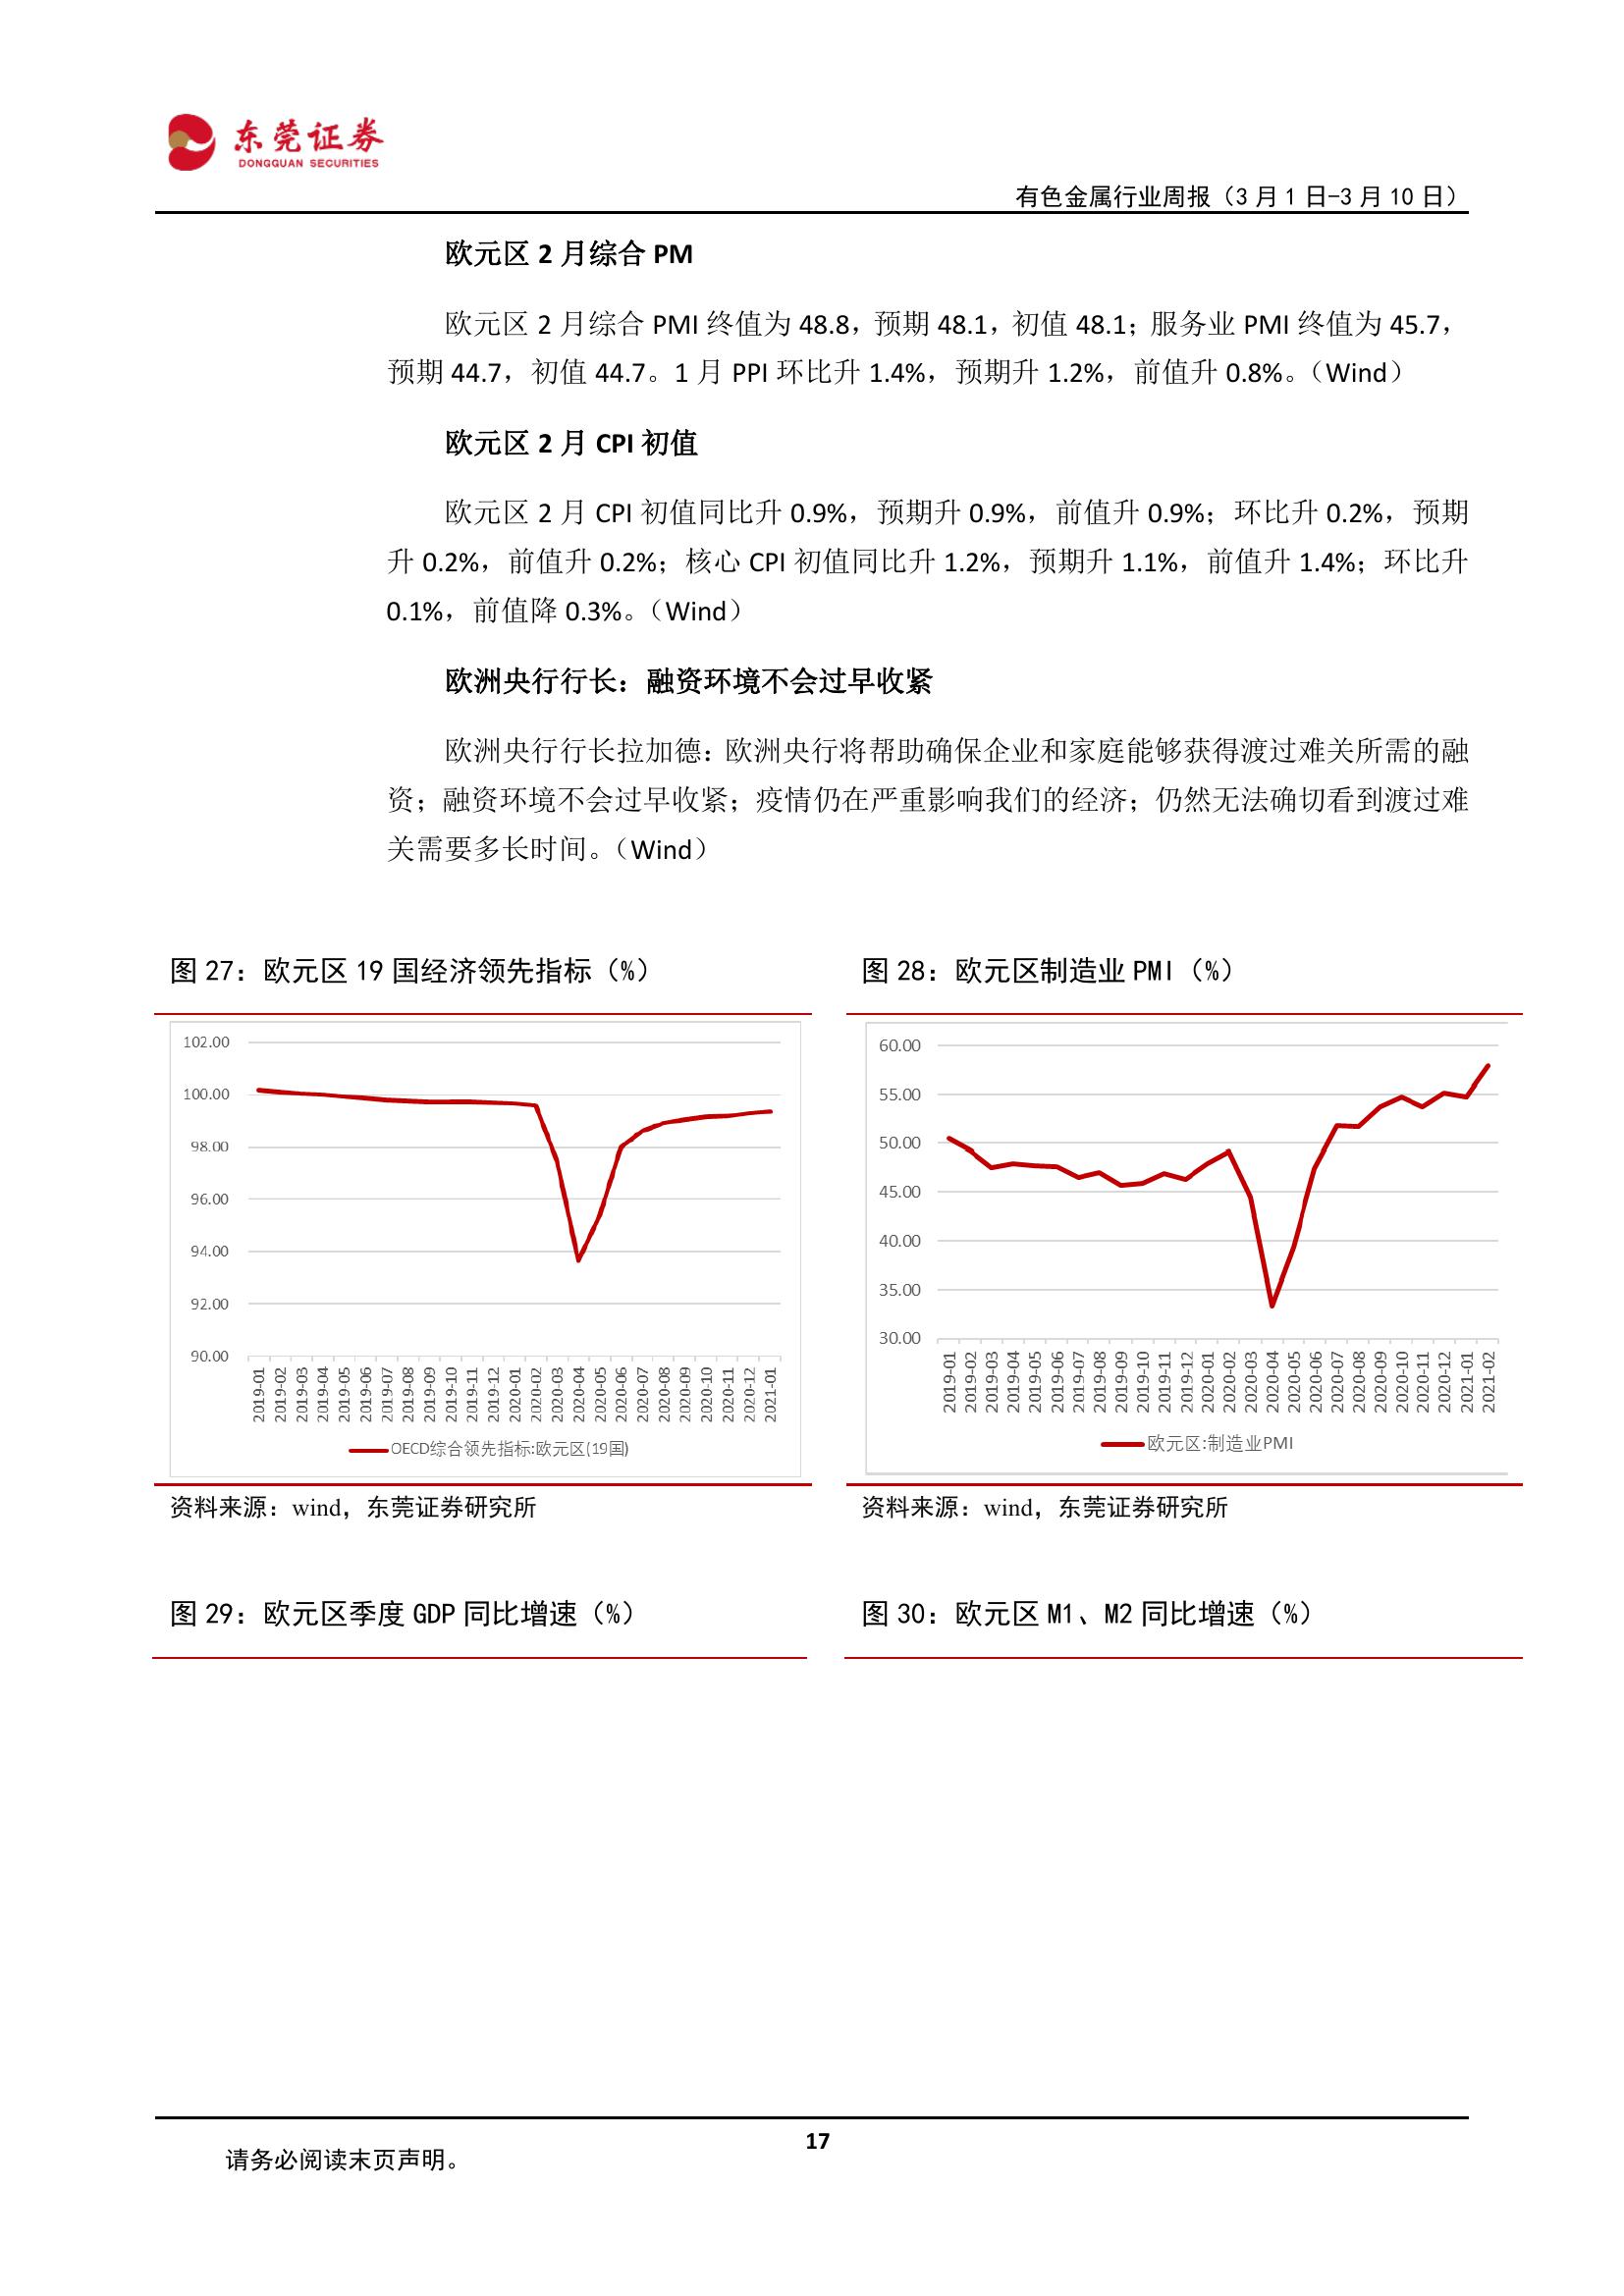 东莞证券
DONGGUAN SECURITIES
有色金属行业周报（3 月 1 日-3 月 10 日）
欧元区 2 月综合 PM
欧元区 2 月综合 PMI 终值为 48.8，预期 48.1，初值 48.1；服务业 PMI 终值为 45.7，
预期 44.7，初值 44.7。1 月 PPI 环比升 1.4%，预期升 1.2%，前值升 0.8%。（Wind）
欧元区 2 月 CPI 初值
欧元区 2 月 CPI 初值同比升 0.9%，预期升 0.9%，前值升 0.9%；环比升 0.2%，预期
升 0.2%，前值升 0.2%；核心 CPI 初值同比升 1.2%，预期升 1.1%，前值升 1.4%；环比升
0.1%，前值降 0.3%。（Wind）
欧洲央行行长：融资环境不会过早收紧
欧洲央行行长拉加德：欧洲央行将帮助确保企业和家庭能够获得渡过难关所需的融
资；融资环境不会过早收紧；疫情仍在严重影响我们的经济；仍然无法确切看到渡过难
关需要多长时间。（Wind）
图 27：欧元区 19 国经济领先指标（%）
102.00
100.00
98.00
96.00
94.00
92.00
90.00
2019-01
2019-02
2019-03
2019-04
2019-05
2019-06
2019-07
2019-08
2019-09
2019-10
2019-11
2019-12
2020-01
2020-02
2020-03
2020-04
2020-05
2020-06
2020-07
2020-08
2020-09
2020-10
2020-11
2020-12
2021-01
OECD综合领先指标:欧元区(19国)
资料来源：wind，东莞证券研究所
图 28：欧元区制造业 PMI（%）
60.00
55.00
50.00
45.00
40.00
35.00
30.00
2019-01
2019-02
2019-03
2019-04
2019-05
2019-06
2019-07
2019-08
2019-09
2019-10
2019-11
2019-12
2020-01
2020-02
2020-03
2020-04
2020-05
2020-06
2020-07
2020-08
2020-09
2020-10
2020-11
2020-12
2021-01
2021-02
欧元区:制造业PMI
资料来源：wind，东莞证券研究所
图 29：欧元区季度 GDP 同比增速（%）
图 30：欧元区 M1、M2 同比增速（%）
17
请务必阅读末页声明。